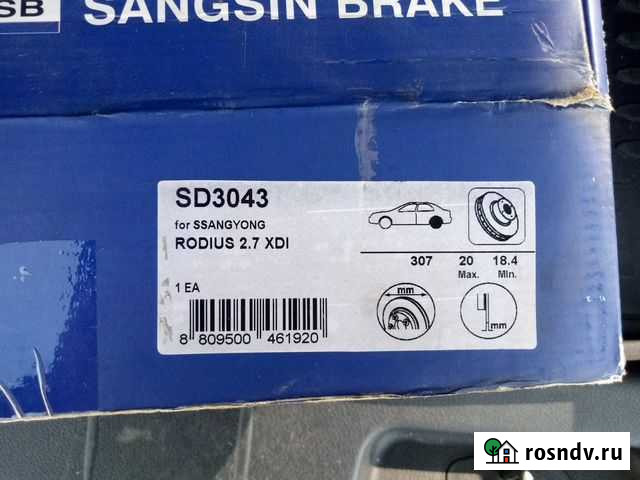 SB SANGSIN BRAKE
SD3043
for SSANGYONG
RODIUS 2.7 XDI
307 20 18.4
Max. Min.
1 EA
mm
mm
8 809500 461920
rosndv.ru